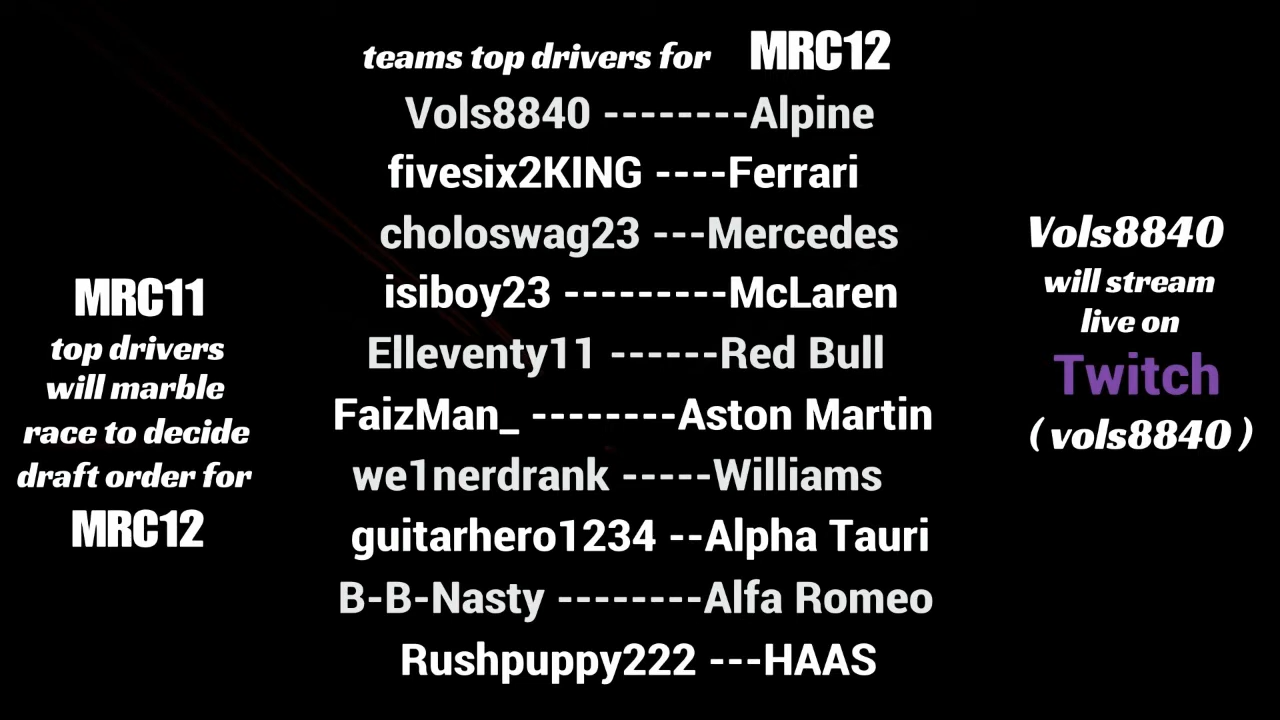 teams top drivers for MRC12
Vols8840 --------Alpine
fivesix2KING ----Ferrari
choloswag23 ---Mercedes
isiboy23 ---------McLaren
Elleventy11 ------Red Bull
FaizMan_ --------Aston Martin
we1nerdrank -----Williams
guitarhero1234 --Alpha Tauri
B-B-Nasty --------Alfa Romeo
Rushpuppy222 ---HAAS
MRC11
top drivers
will marble
race to decide
draft order for
MRC12
Vols8840
will stream
live on
Twitch
( vols8840 )